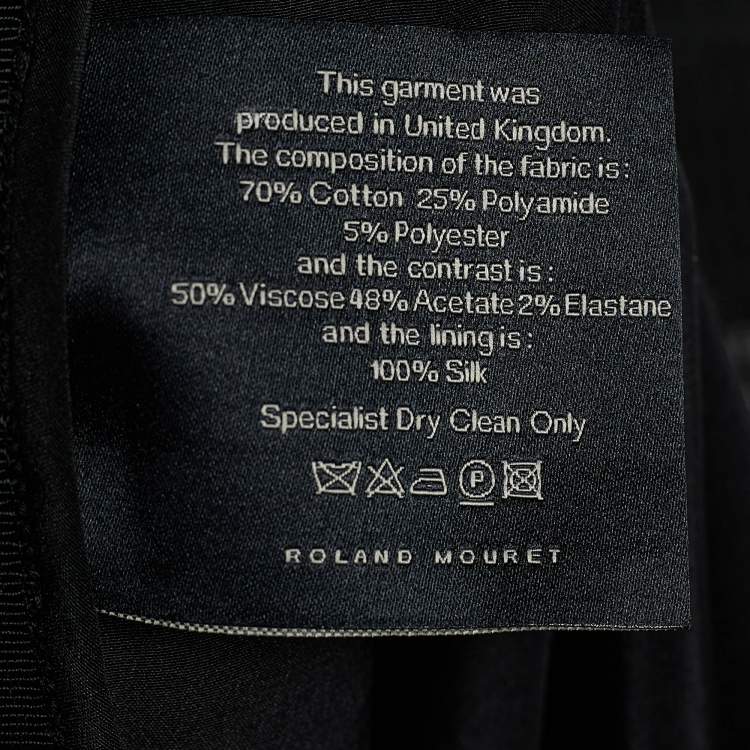 This garment was
produced in United Kingdom.
The composition of the fabric is:
70% Cotton 25% Polyamide
5% Polyester
and the contrast is:
50% Viscose 48% Acetate 2% Elastane
and the lining is:
100% Silk
Specialist Dry Clean Only
P
ROLAND MOURET